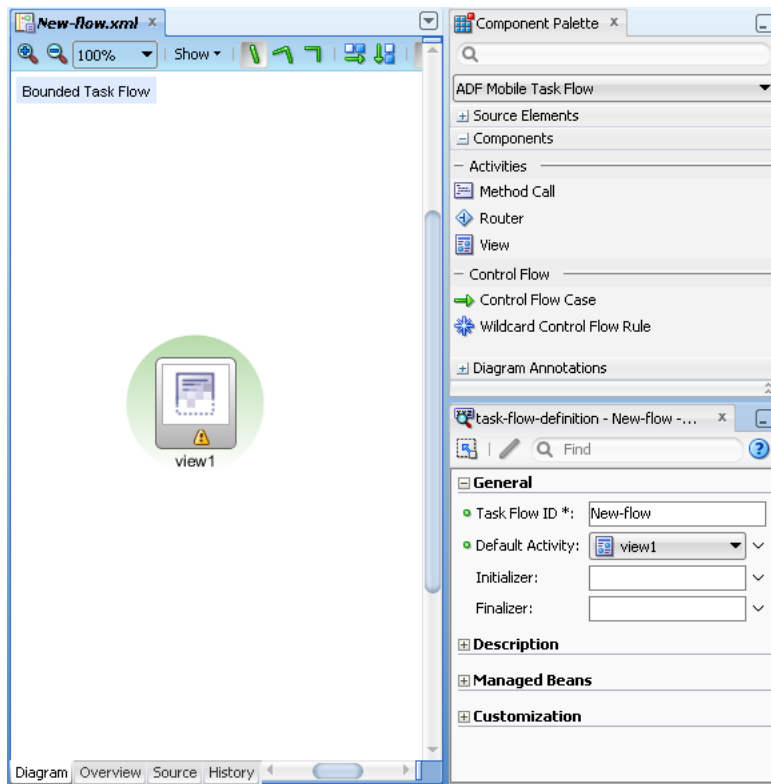 New-flow.xml
100%
Show
Bounded Task Flow
view1
Diagram Overview Source History
Component Palette
ADF Mobile Task Flow
Source Elements
Components
Activities
Method Call
Router
View
Control Flow
Control Flow Case
Wildcard Control Flow Rule
Diagram Annotations
task-flow-definition - New-flow -...
Find
General
Task Flow ID *: New-flow
Default Activity: view1
Initializer:
Finalizer:
Description
Managed Beans
Customization